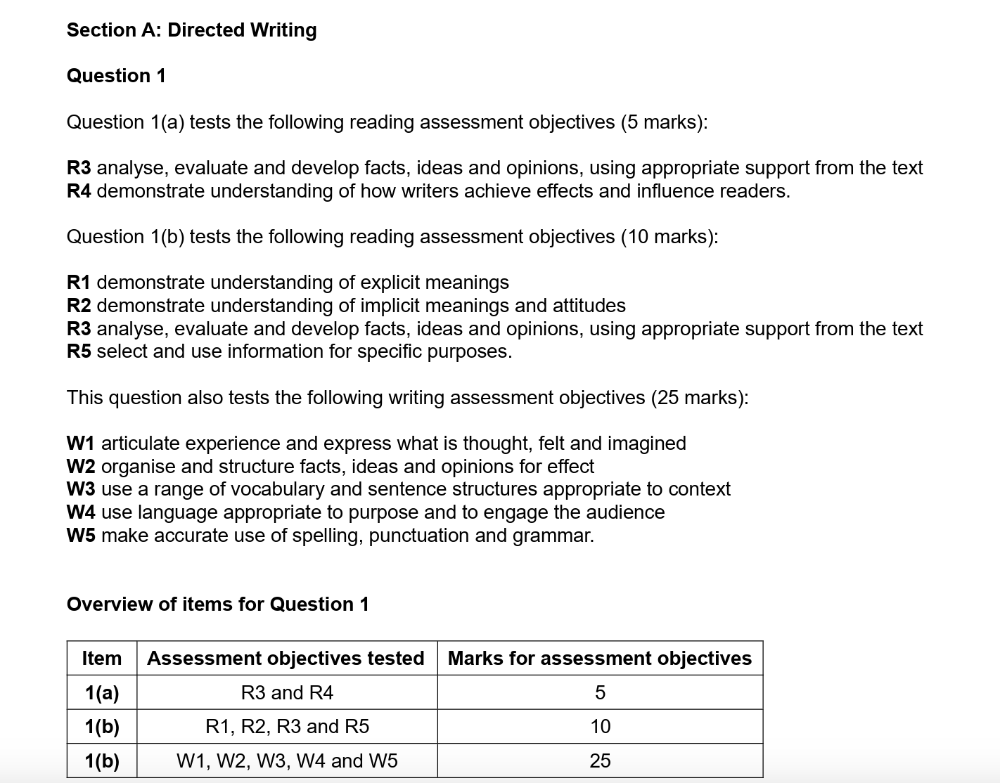 Section A: Directed Writing
Question 1
Question 1(a) tests the following reading assessment objectives (5 marks):
R3 analyse, evaluate and develop facts, ideas and opinions, using appropriate support from the text
R4 demonstrate understanding of how writers achieve effects and influence readers.
Question 1(b) tests the following reading assessment objectives (10 marks):
R1 demonstrate understanding of explicit meanings
R2 demonstrate understanding of implicit meanings and attitudes
R3 analyse, evaluate and develop facts, ideas and opinions, using appropriate support from the text
R5 select and use information for specific purposes.
This question also tests the following writing assessment objectives (25 marks):
W1 articulate experience and express what is thought, felt and imagined
W2 organise and structure facts, ideas and opinions for effect
W3 use a range of vocabulary and sentence structures appropriate to context
W4 use language appropriate to purpose and to engage the audience
W5 make accurate use of spelling, punctuation and grammar.
Overview of items for Question 1
Item Assessment objectives tested Marks for assessment objectives
1(a) R3 and R4 5
1(b) R1, R2, R3 and R5 10
1(b) W1, W2, W3, W4 and W5 25